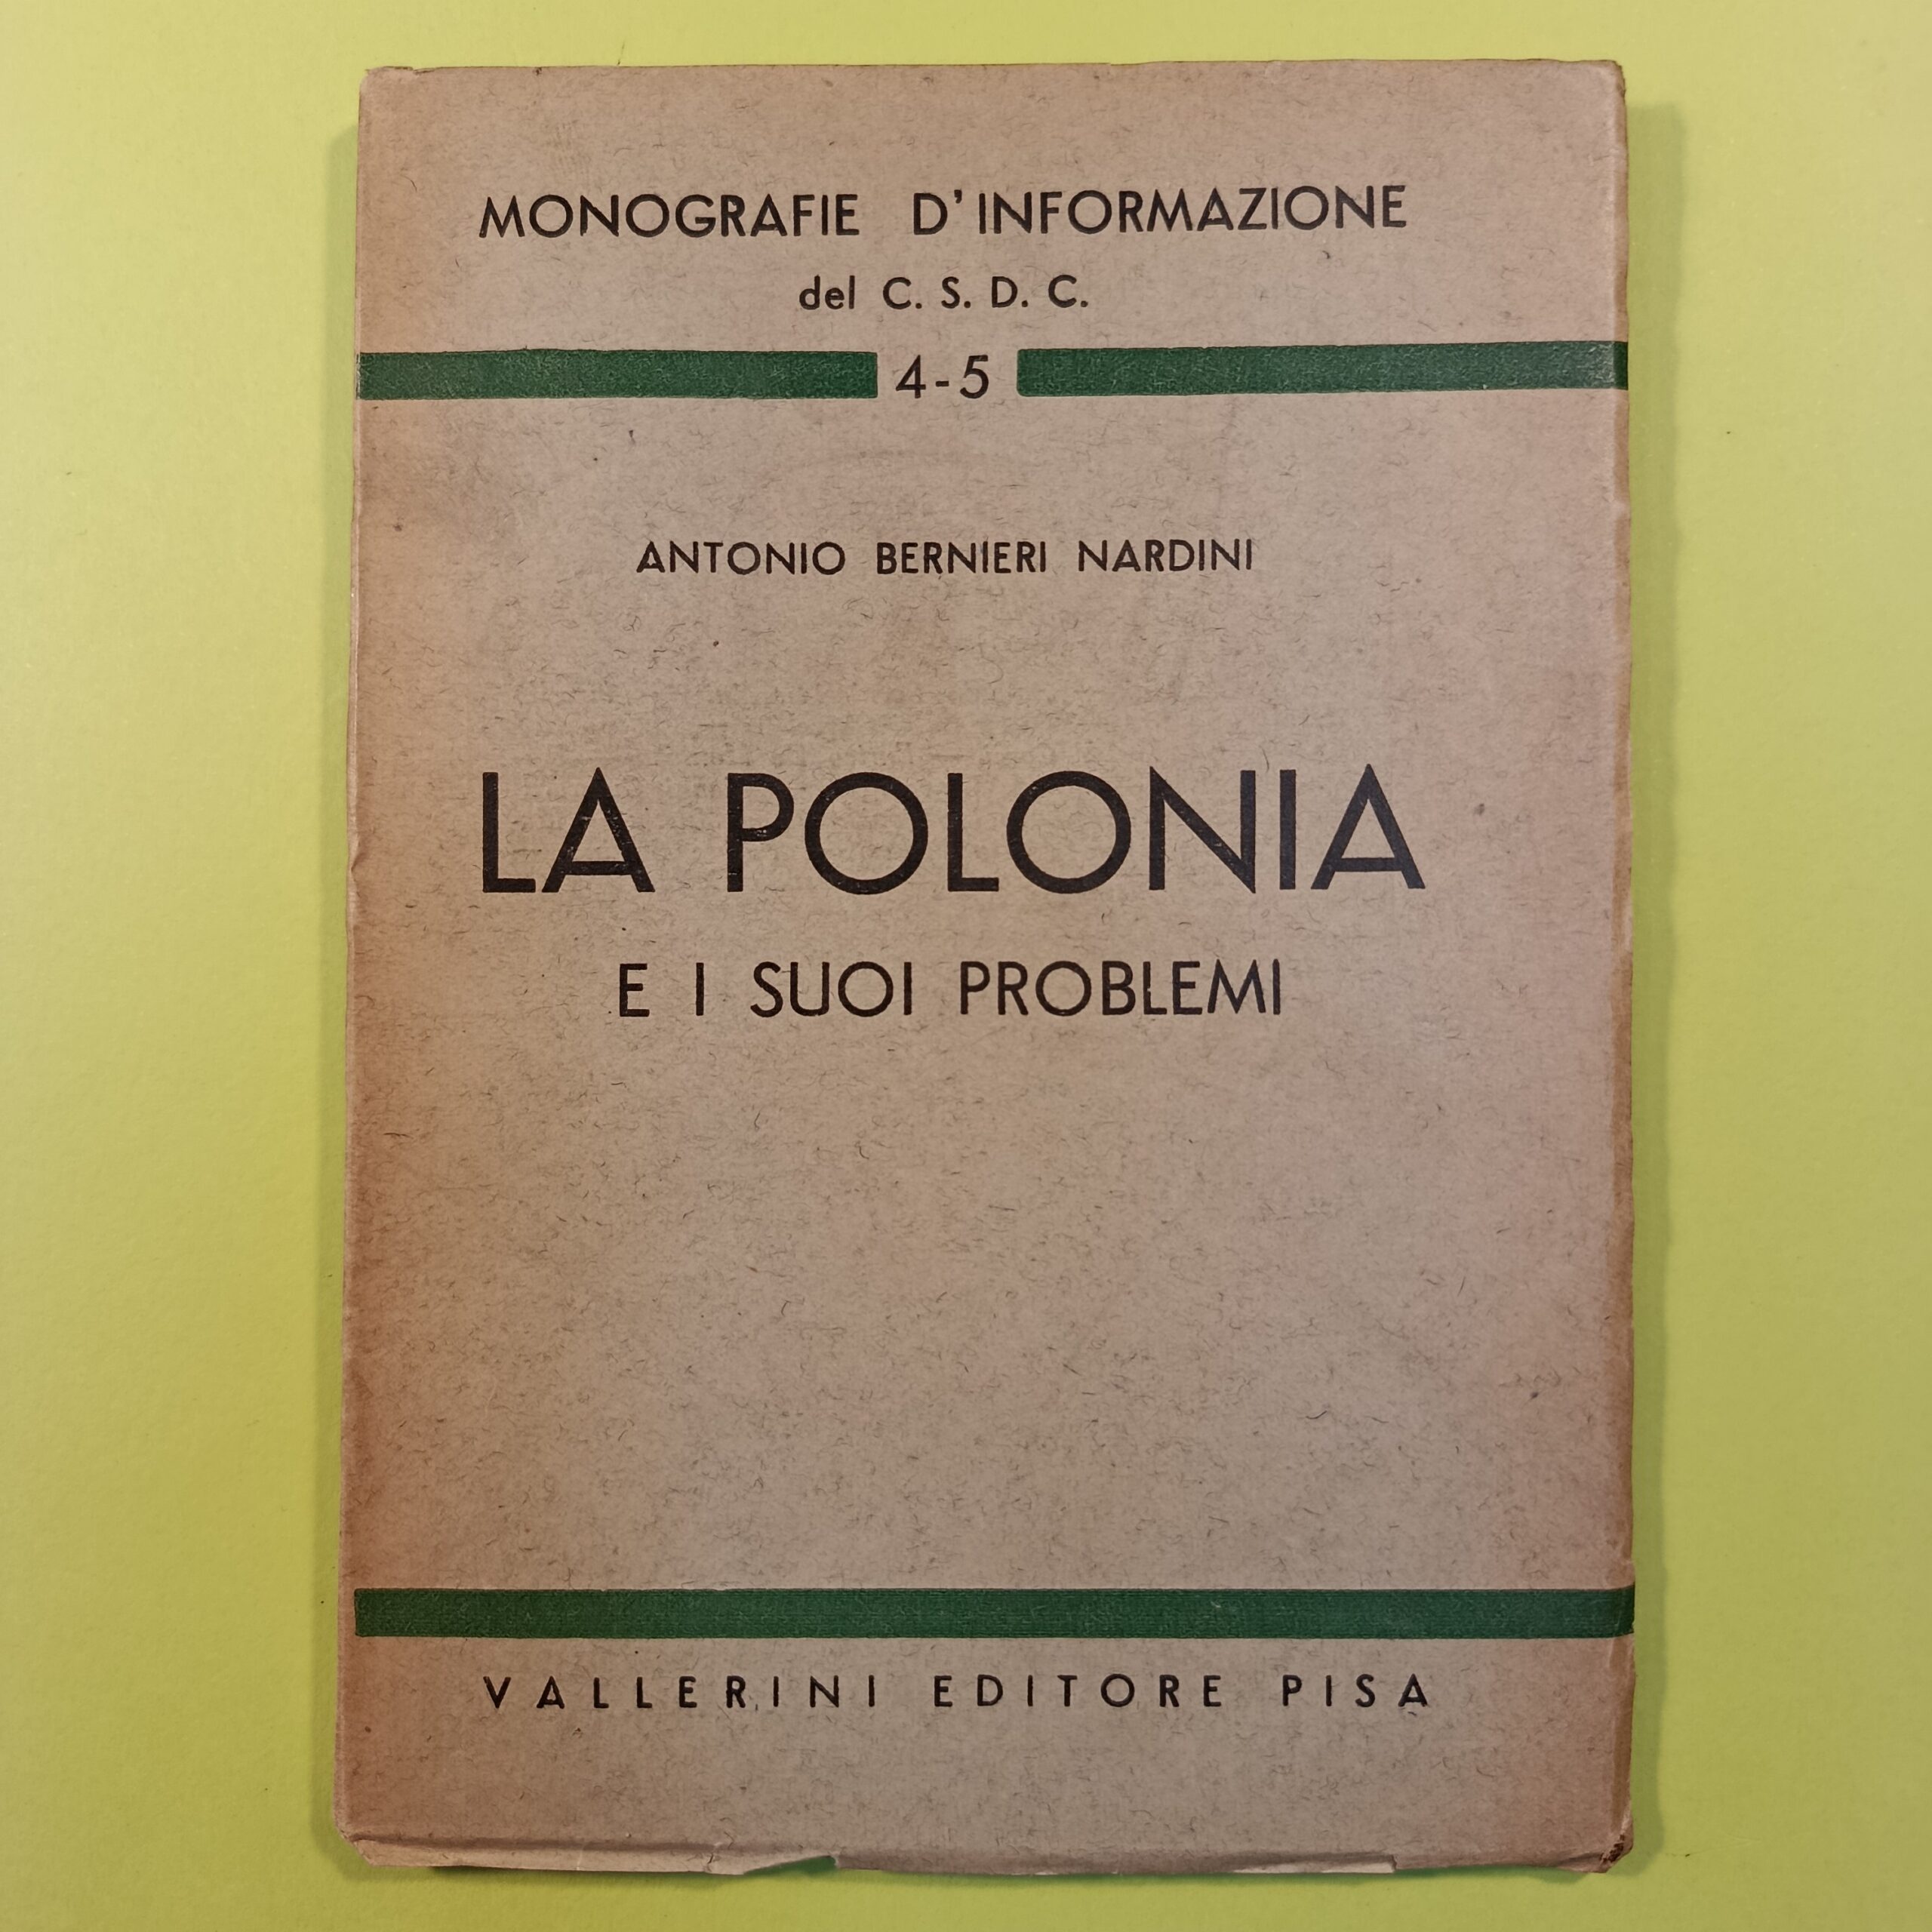 MONOGRAFIE D'INFORMAZIONE
del C. S. D. C.
4-5
ANTONIO BERNIERI NARDINI
LA POLONIA
E I SUOI PROBLEMI
VALLERINI EDITORE PISA